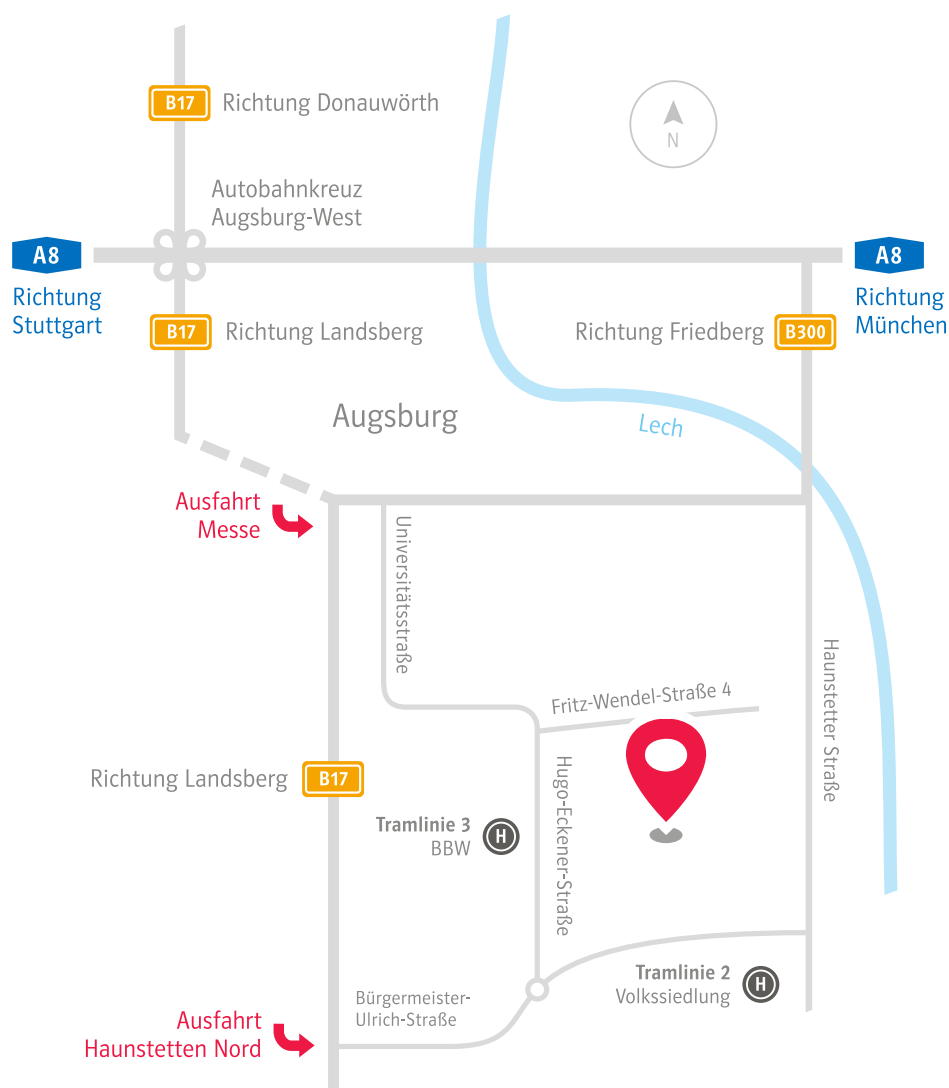 B17
Richtung Donauwörth
N
Autobahnkreuz
Augsburg-West
A8
Richtung
Stuttgart
A8
Richtung
München
B17
Richtung Landsberg
Richtung Friedberg
B300
Augsburg
Lech
Ausfahrt
Messe
Universitätsstraße
Haunstetter Straße
Fritz-Wendel-Straße 4
Hugo-Eckener-Straße
Richtung Landsberg
B17
Tramlinie 3
BBW
H
Tramlinie 2
Volkssiedlung
H
Bürgermeister-
Ulrich-Straße
Ausfahrt
Haunstetten Nord